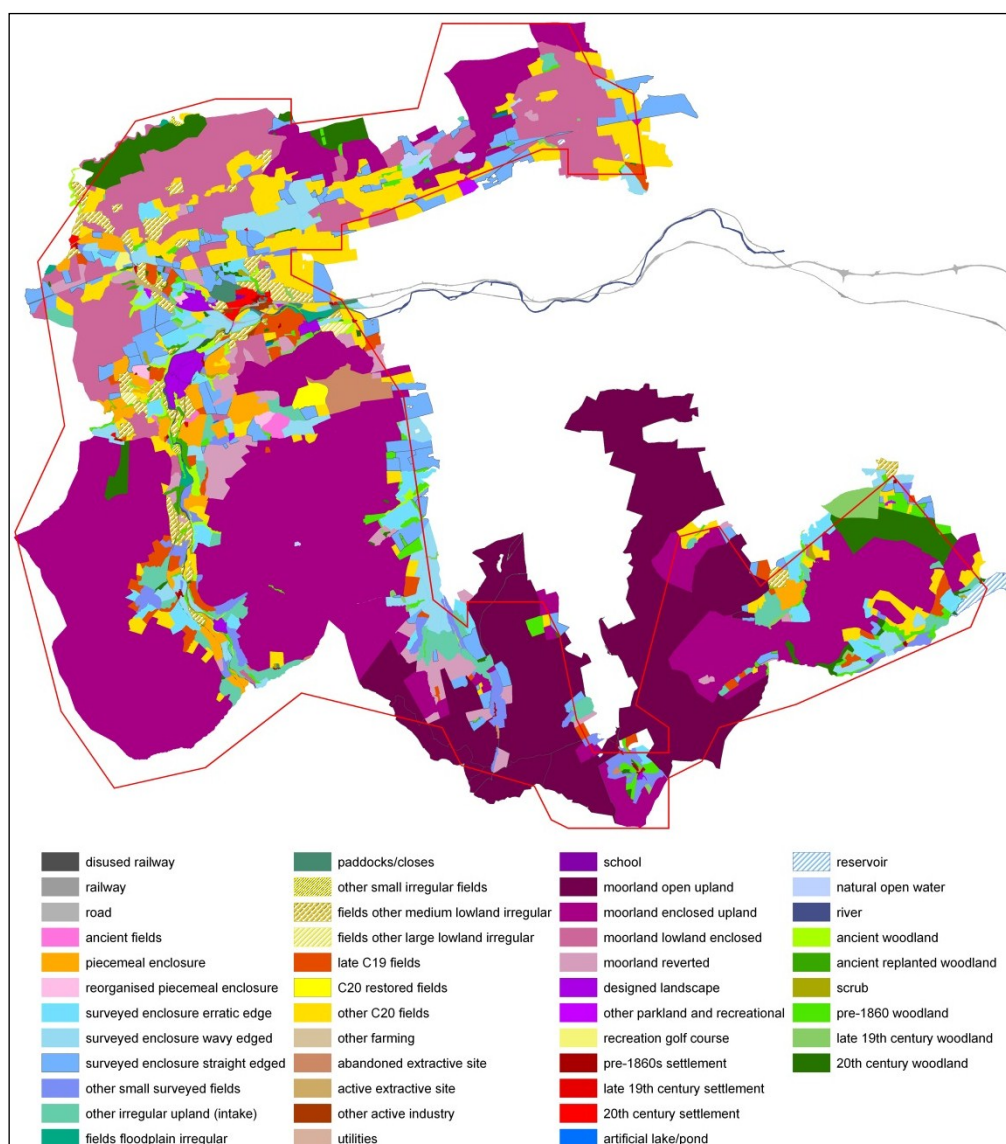 disused railway
railway
road
ancient fields
piecemeal enclosure
reorganised piecemeal enclosure
surveyed enclosure erratic edge
surveyed enclosure wavy edged
surveyed enclosure straight edged
other small surveyed fields
other irregular upland (intake)
fields floodplain irregular
paddocks/closes
other small irregular fields
fields other medium lowland irregular
fields other large lowland irregular
late C19 fields
C20 restored fields
other C20 fields
other farming
abandoned extractive site
active extractive site
other active industry
utilities
school
moorland open upland
moorland enclosed upland
moorland lowland enclosed
moorland reverted
designed landscape
other parkland and recreational
recreation golf course
pre-1860s settlement
late 19th century settlement
20th century settlement
artificial lake/pond
reservoir
natural open water
river
ancient woodland
ancient replanted woodland
scrub
pre-1860 woodland
late 19th century woodland
20th century woodland